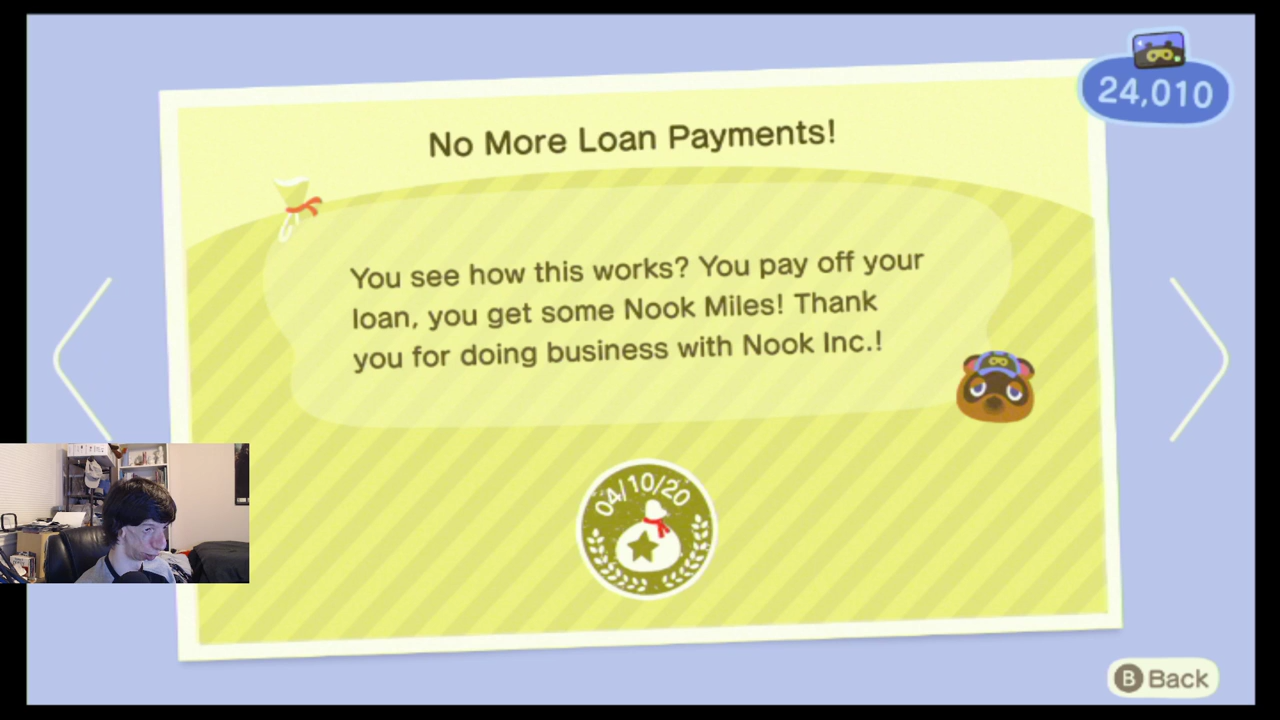 24,010
No More Loan Payments!
You see how this works? You pay off your
loan, you get some Nook Miles! Thank
you for doing business with Nook Inc.!
04/10/20
B Back